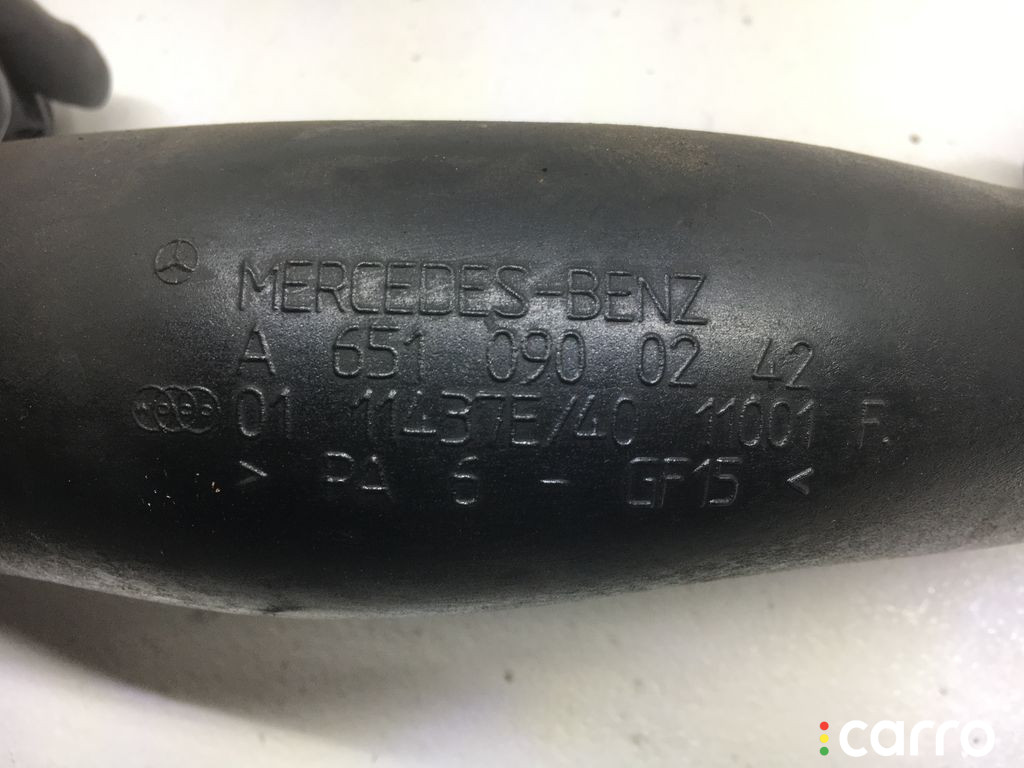 MERCEDES-BENZ
A 651 090 02 42
01 11437E/40 11001 F.
> PA 6 - GF15 <
carro